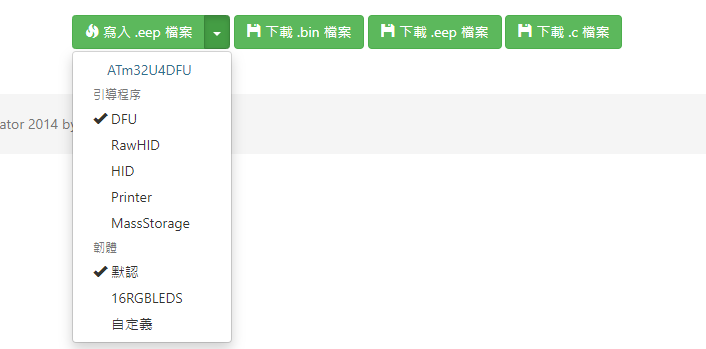 寫入 .eep 檔案 下載 .bin 檔案 下載 .eep 檔案 下載 .c 檔案
ATm32U4DFU
引導程序
ator 2014 by
DFU
RawHID
HID
Printer
MassStorage
韌體
默認
16RGBLEDS
自定義